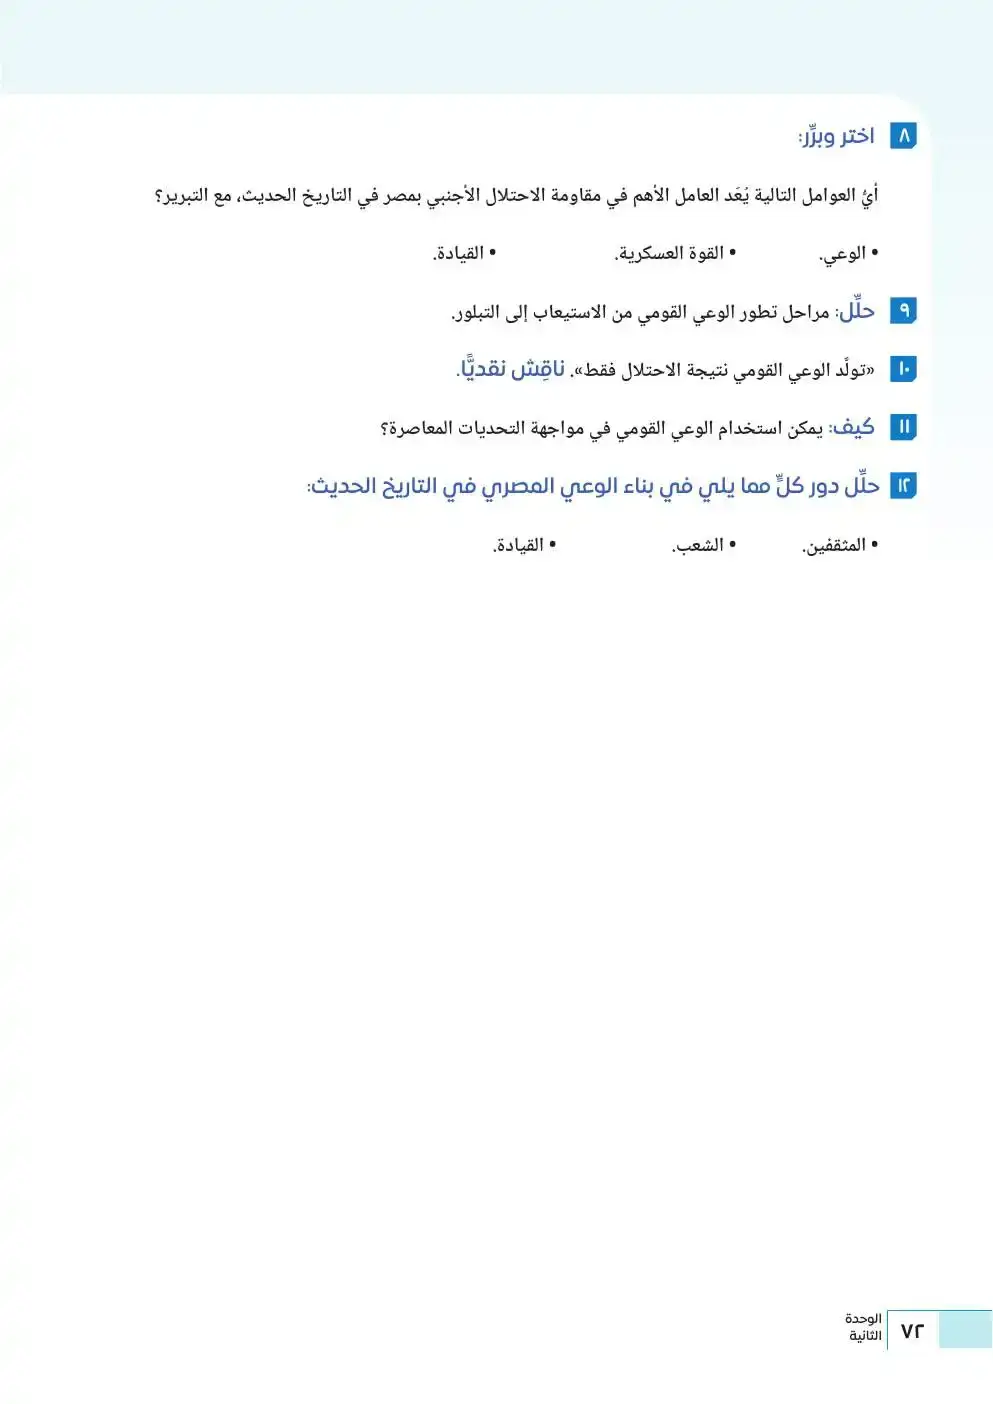 ٨ اختر وبرِّر:
أيُّ العوامل التالية يُعَد العامل الأهم في مقاومة الاحتلال الأجنبي بمصر في التاريخ الحديث، مع التبرير؟
• الوعي. • القوة العسكرية. • القيادة.
٩ حلِّل: مراحل تطور الوعي القومي من الاستيعاب إلى التبلور.
١٠ «تولَّد الوعي القومي نتيجة الاحتلال فقط». ناقِش نقديًّا.
١١ كيف: يمكن استخدام الوعي القومي في مواجهة التحديات المعاصرة؟
١٢ حلِّل دور كلٍّ مما يلي في بناء الوعي المصري في التاريخ الحديث:
• المثقفين. • الشعب. • القيادة.
الوحدة
الثانية
٧٢